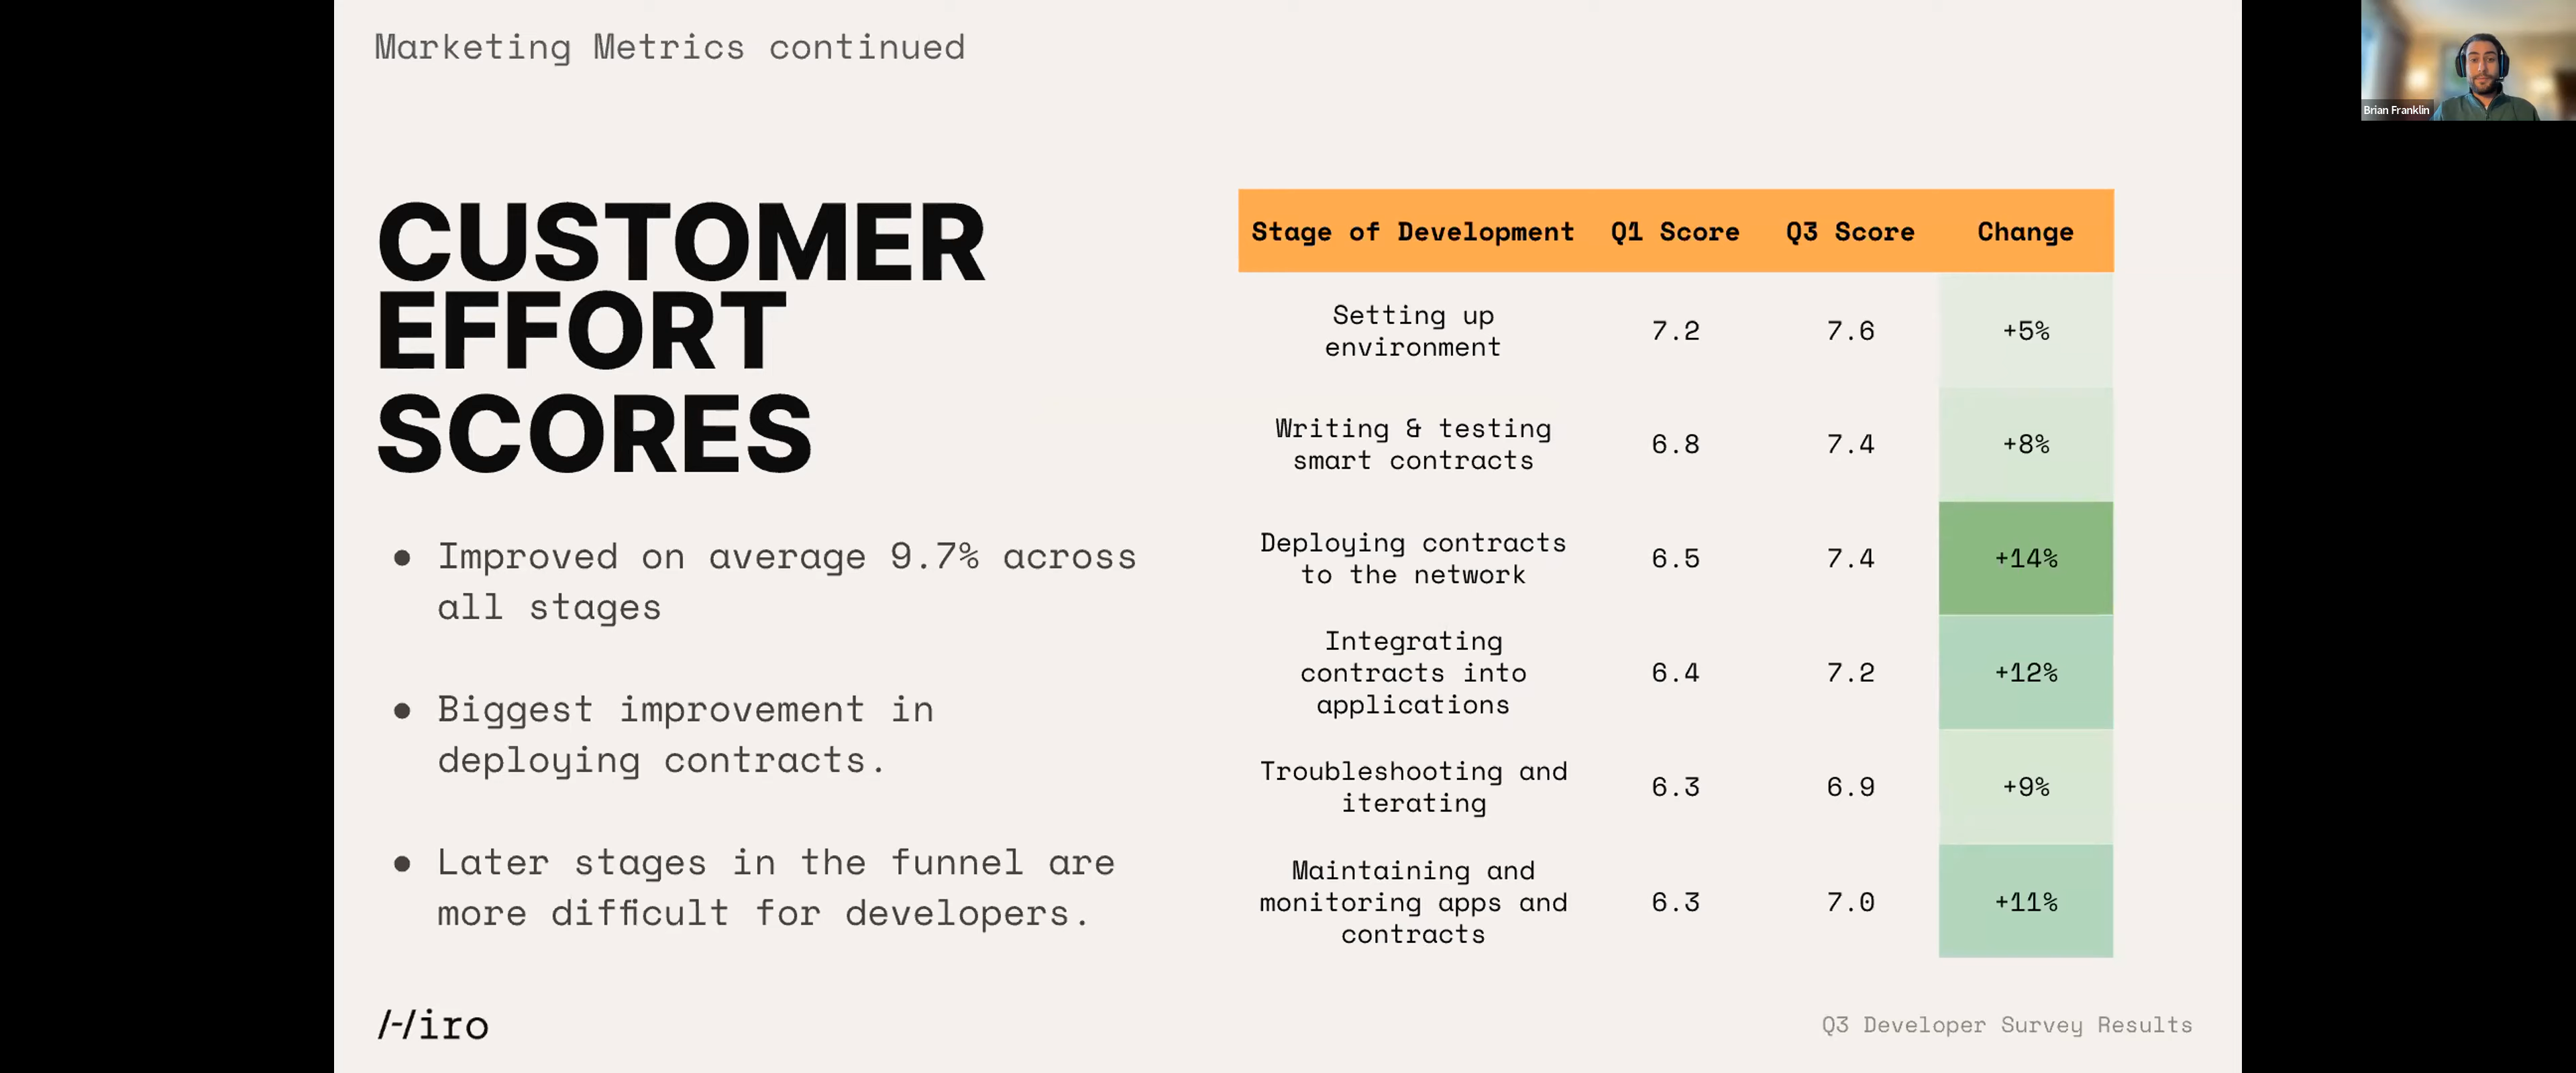 Marketing Metrics continued
Brian Franklin
CUSTOMER
EFFORT
SCORES
● Improved on average 9.7% across
all stages
● Biggest improvement in
deploying contracts.
● Later stages in the funnel are
more difficult for developers.
Stage of Development Q1 Score Q3 Score Change
Setting up
environment
7.2 7.6 +5%
Writing & testing
smart contracts
6.8 7.4 +8%
Deploying contracts
to the network
6.5 7.4 +14%
Integrating
contracts into
applications
6.4 7.2 +12%
Troubleshooting and
iterating
6.3 6.9 +9%
Maintaining and
monitoring apps and
contracts
6.3 7.0 +11%
Hiro
Q3 Developer Survey Results